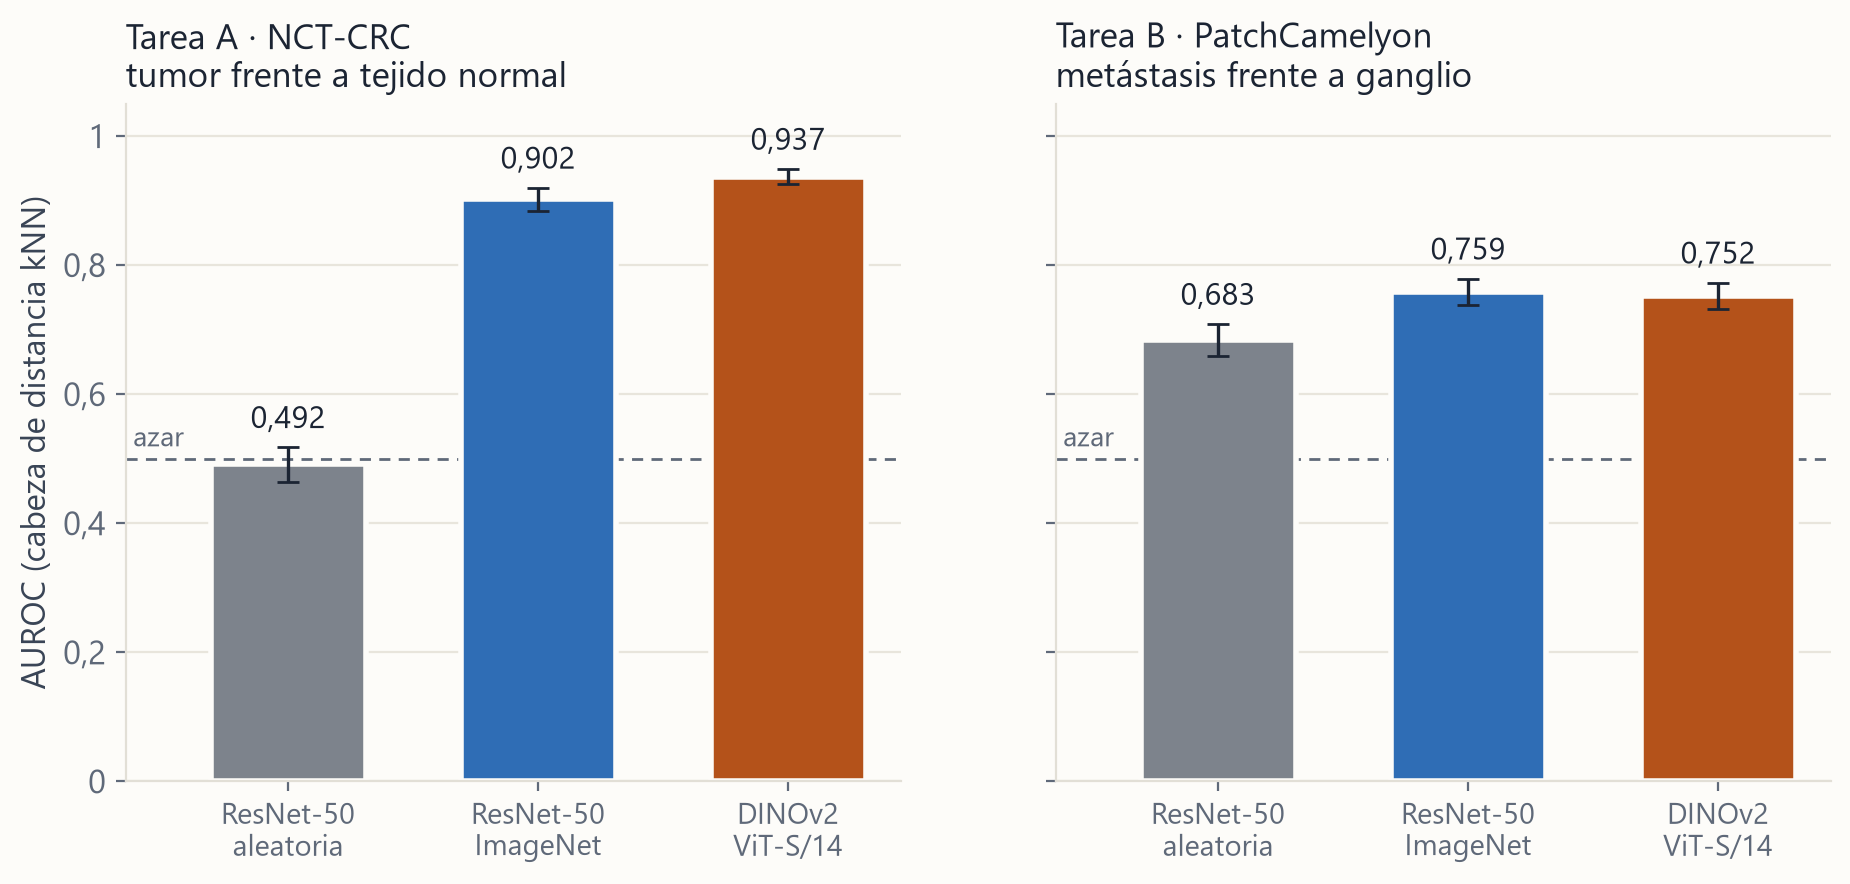 Tarea A · NCT-CRC
tumor frente a tejido normal
AUROC (cabeza de distancia kNN)
1
0,8
0,6
0,4
0,2
0
azar
0,492
0,902
0,937
ResNet-50
aleatoria
ResNet-50
ImageNet
DINOv2
ViT-S/14
Tarea B · PatchCamelyon
metástasis frente a ganglio
azar
0,683
0,759
0,752
ResNet-50
aleatoria
ResNet-50
ImageNet
DINOv2
ViT-S/14